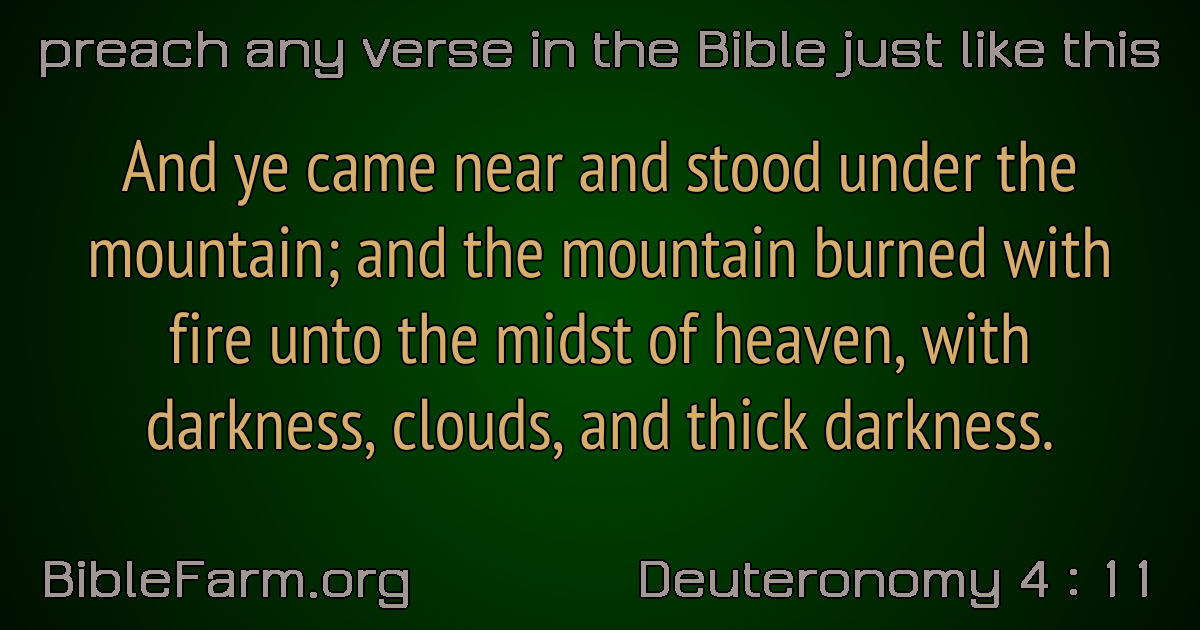 preach any verse in the Bible just like this
And ye came near and stood under the
mountain; and the mountain burned with
fire unto the midst of heaven, with
darkness, clouds, and thick darkness.
BibleFarm.org
Deuteronomy 4 : 11